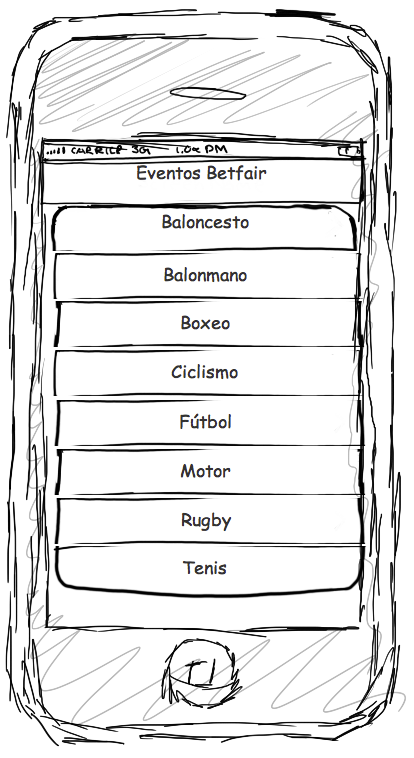 CARRIER 3G 1:00 PM
Eventos Betfair
Baloncesto
Balonmano
Boxeo
Ciclismo
Fútbol
Motor
Rugby
Tenis